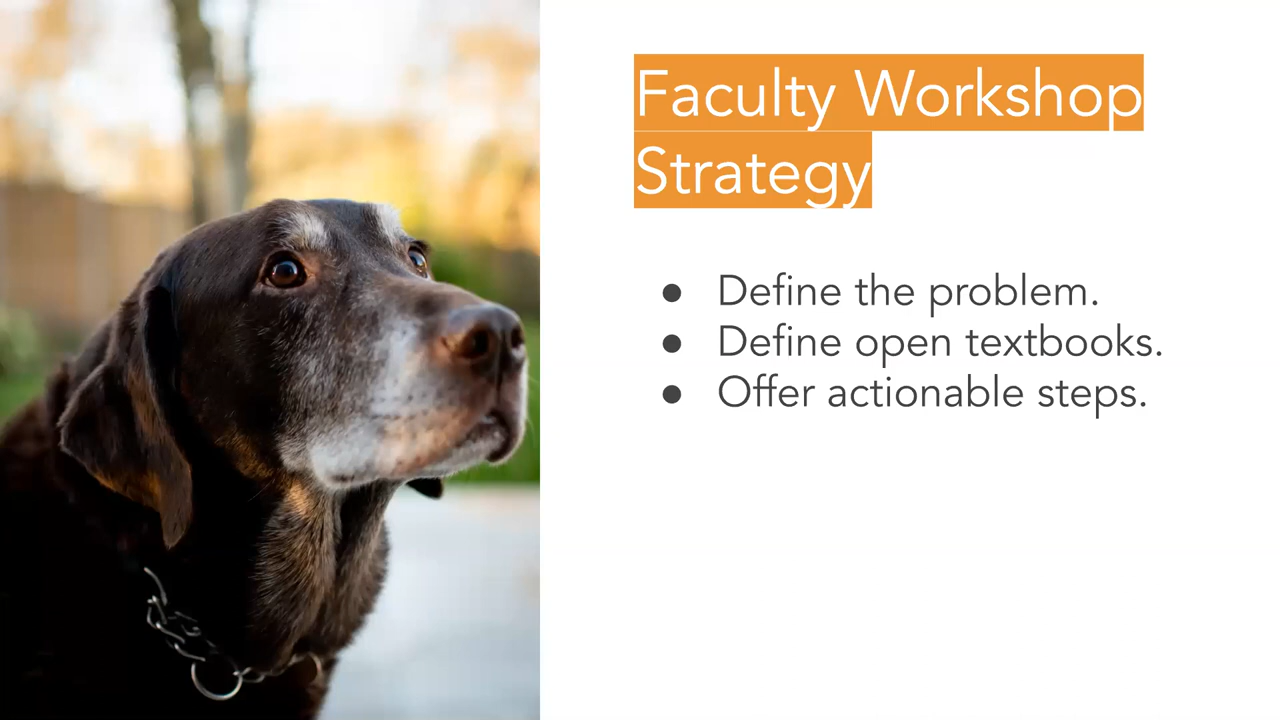 Faculty Workshop
Strategy
● Define the problem.
● Define open textbooks.
● Offer actionable steps.